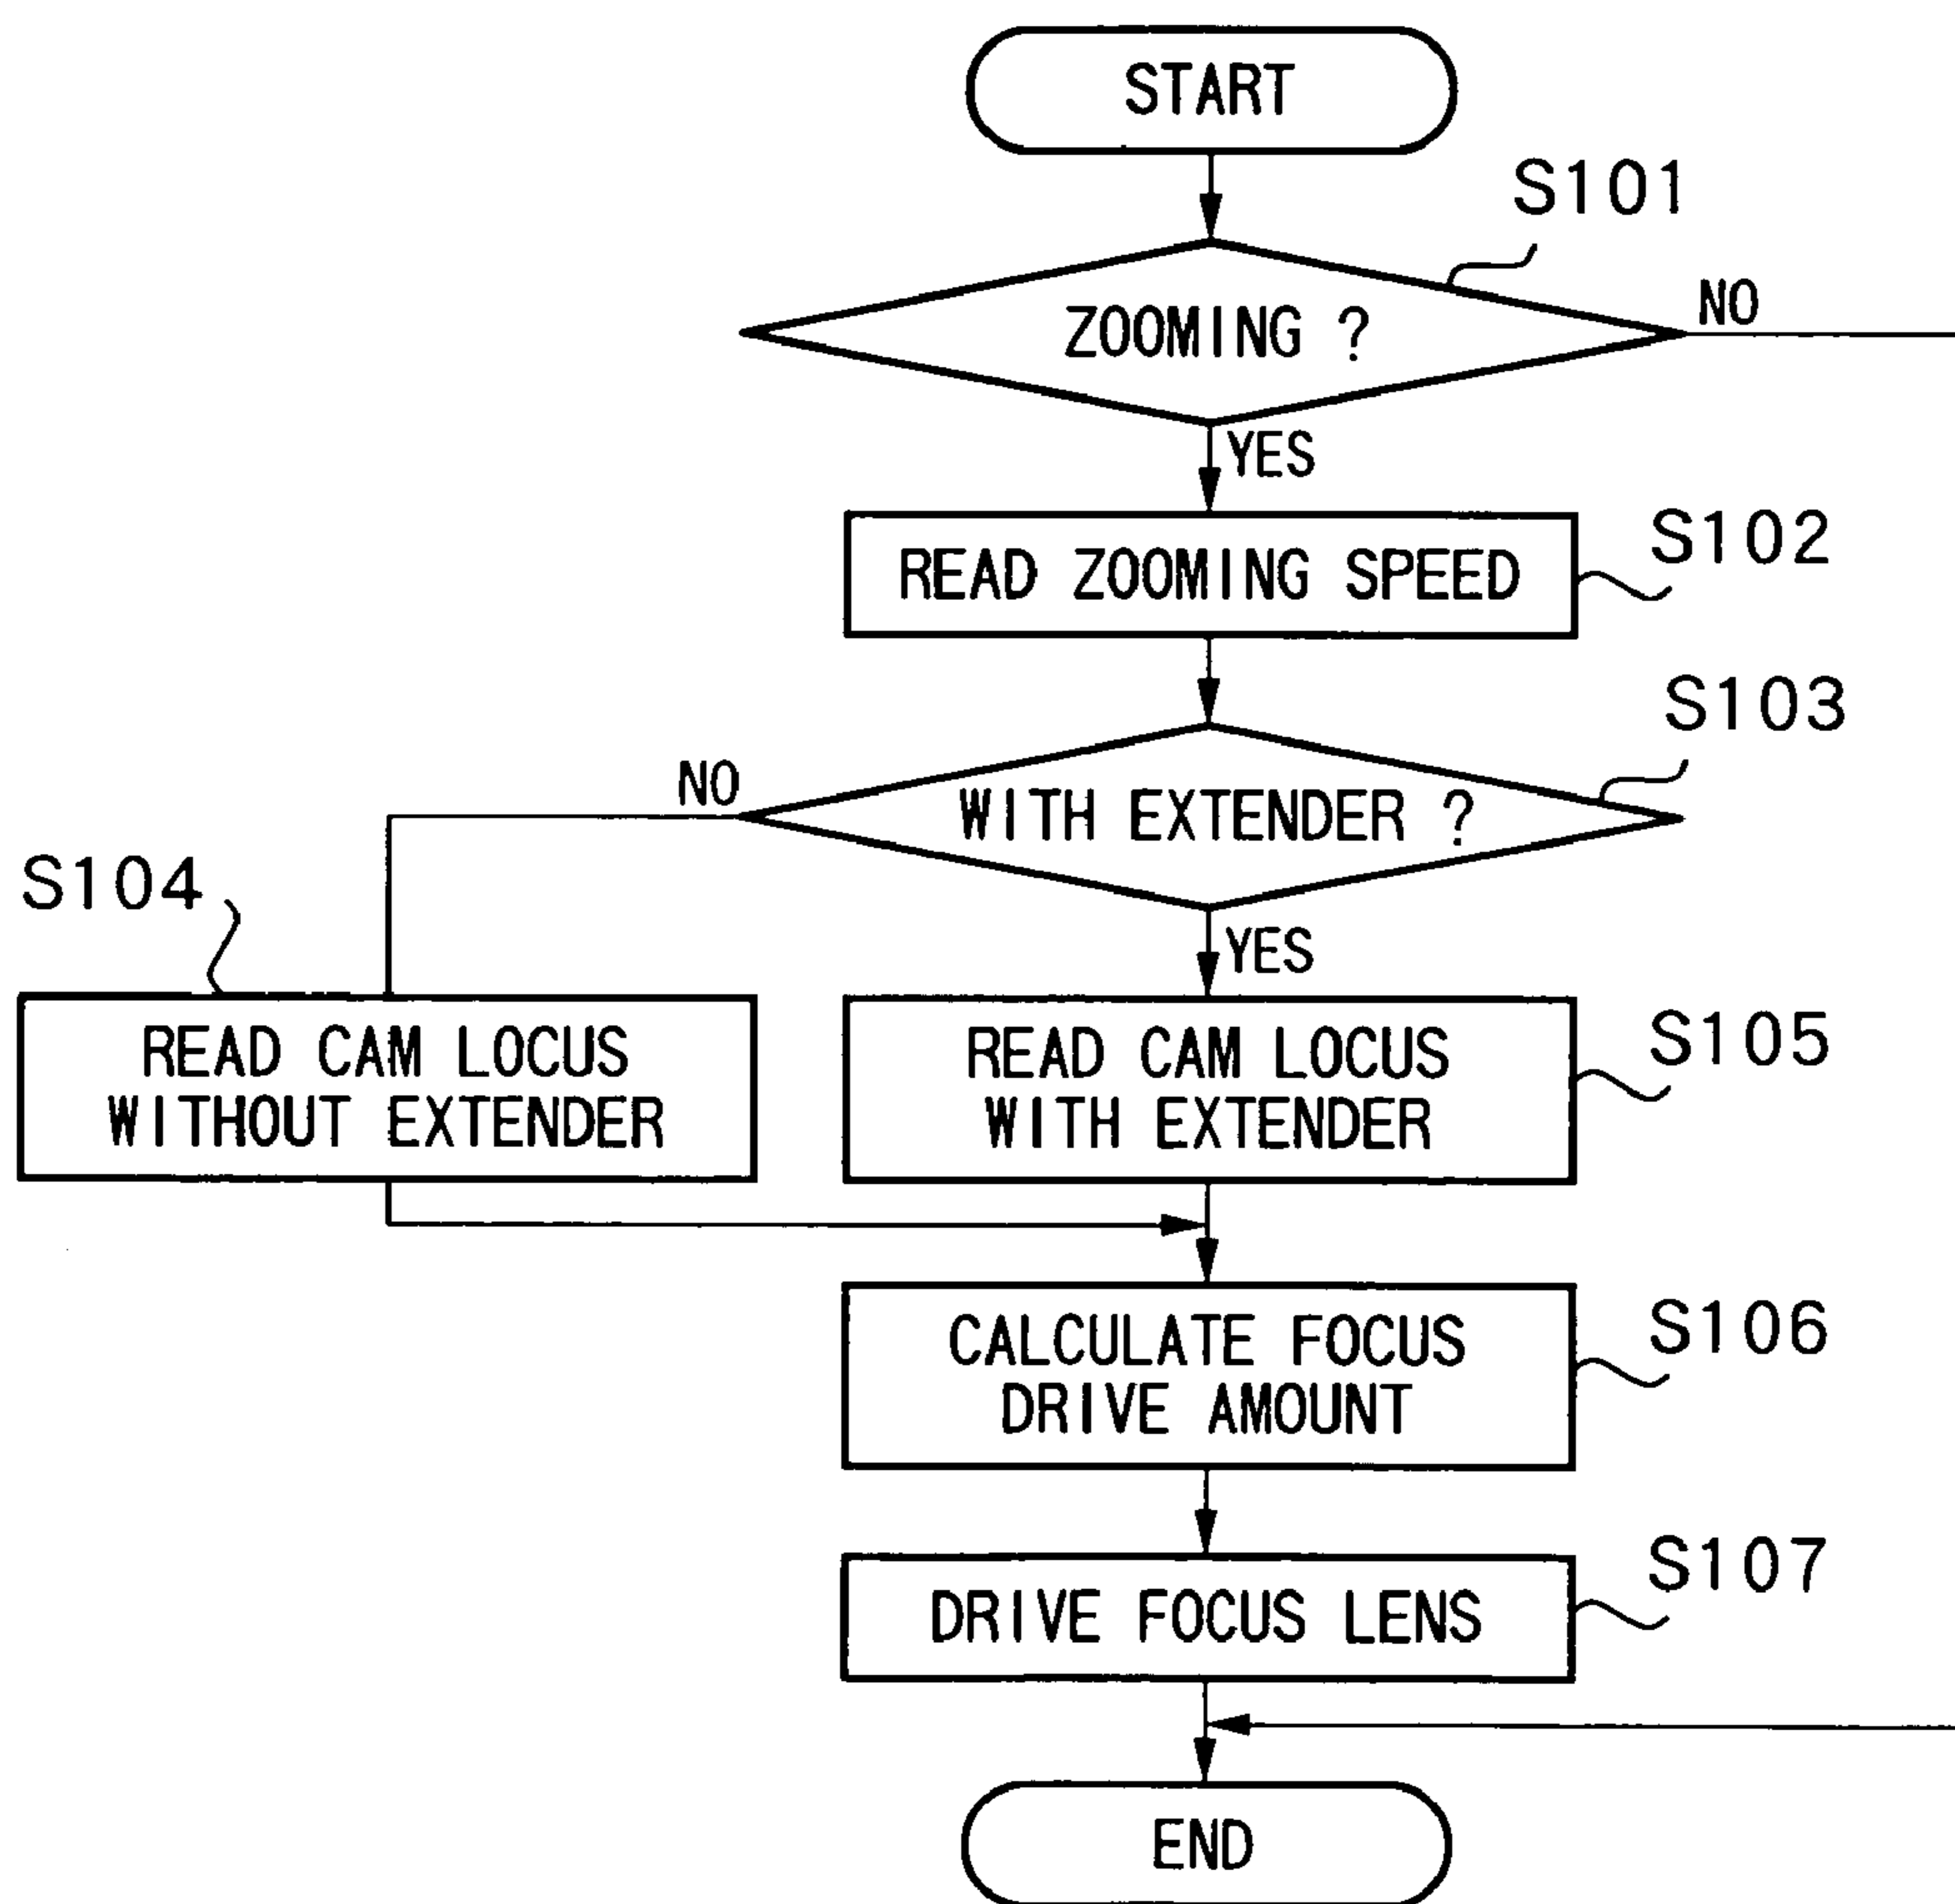 START
S101
ZOOMING ?
NO
YES
READ ZOOMING SPEED
S102
S103
NO
WITH EXTENDER ?
YES
S104
READ CAM LOCUS
WITHOUT EXTENDER
READ CAM LOCUS
WITH EXTENDER
S105
CALCULATE FOCUS
DRIVE AMOUNT
S106
DRIVE FOCUS LENS
S107
END